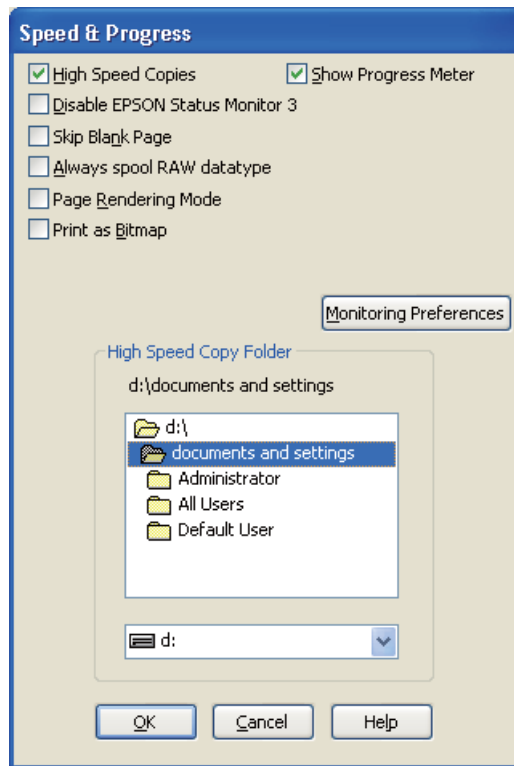 Speed & Progress
High Speed Copies Show Progress Meter
Disable EPSON Status Monitor 3
Skip Blank Page
Always spool RAW datatype
Page Rendering Mode
Print as Bitmap
Monitoring Preferences
High Speed Copy Folder
d:\documents and settings
d:\
documents and settings
Administrator
All Users
Default User
d:
OK Cancel Help